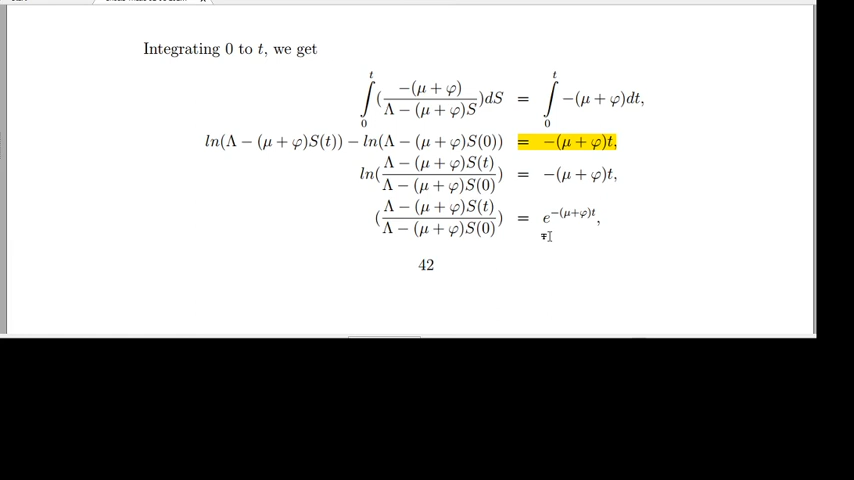 Integrating 0 to t, we get
∫₀ᵗ (−(μ + φ) / Λ − (μ + φ)S)dS = ∫₀ᵗ −(μ + φ)dt,
ln(Λ − (μ + φ)S(t)) − ln(Λ − (μ + φ)S(0)) = −(μ + φ)t,
ln(Λ − (μ + φ)S(t) / Λ − (μ + φ)S(0)) = −(μ + φ)t,
(Λ − (μ + φ)S(t) / Λ − (μ + φ)S(0)) = e^−(μ+φ)t,
42